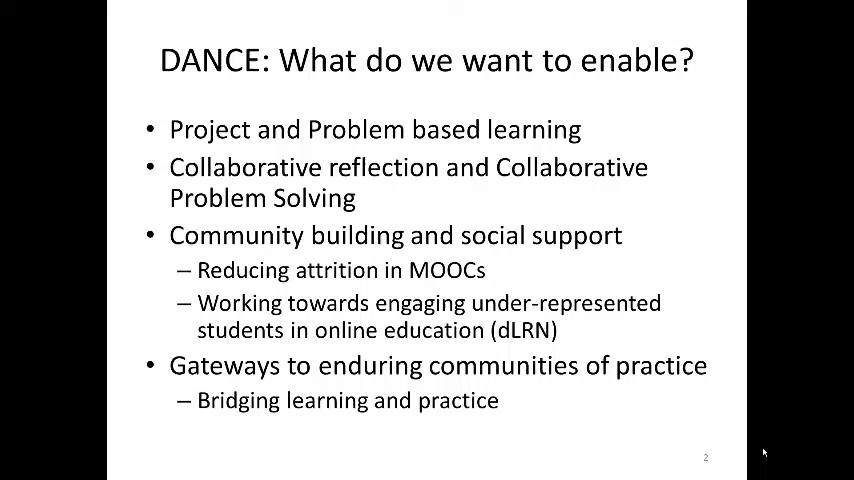 DANCE: What do we want to enable?
• Project and Problem based learning
• Collaborative reflection and Collaborative
Problem Solving
• Community building and social support
– Reducing attrition in MOOCs
– Working towards engaging under-represented
students in online education (dLRN)
• Gateways to enduring communities of practice
– Bridging learning and practice
2